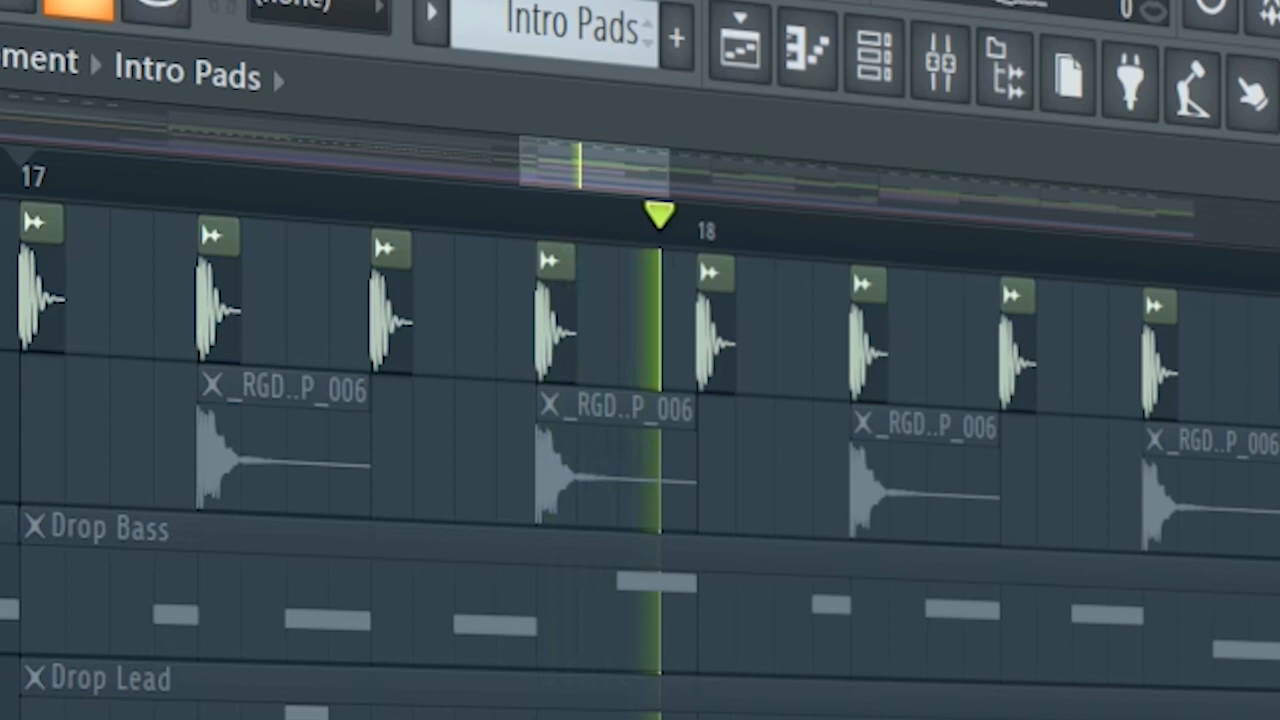 (none)
Intro Pads
+
ment Intro Pads
17
18
_RGD..P_006
_RGD..P_006
_RGD..P_006
_RGD..P_006
Drop Bass
Drop Lead